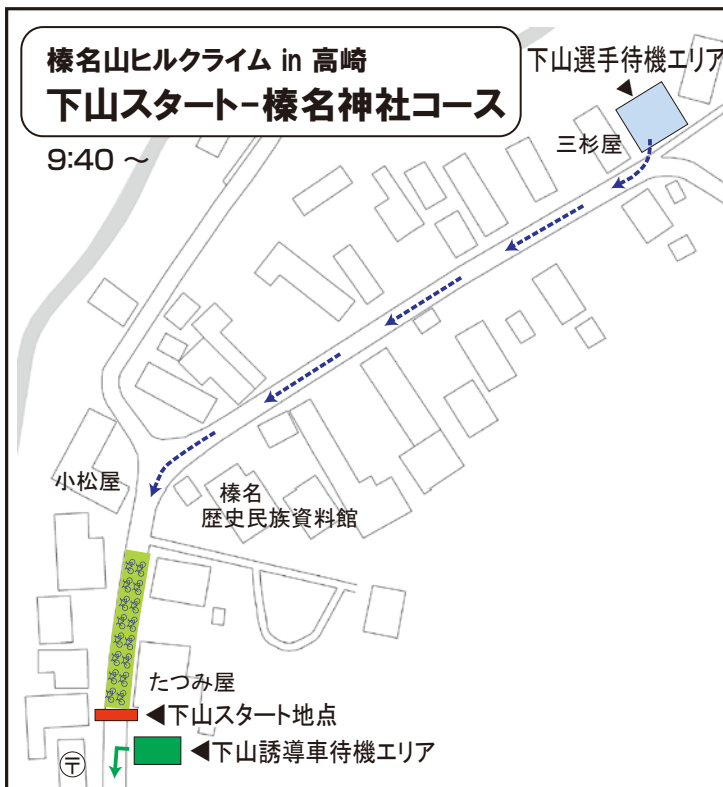 榛名山ヒルクライム in 高崎
下山スタート-榛名神社コース
9:40 ～
下山選手待機エリア
三杉屋
小松屋
榛名
歴史民族資料館
たつみ屋
◀下山スタート地点
◀下山誘導車待機エリア
〒